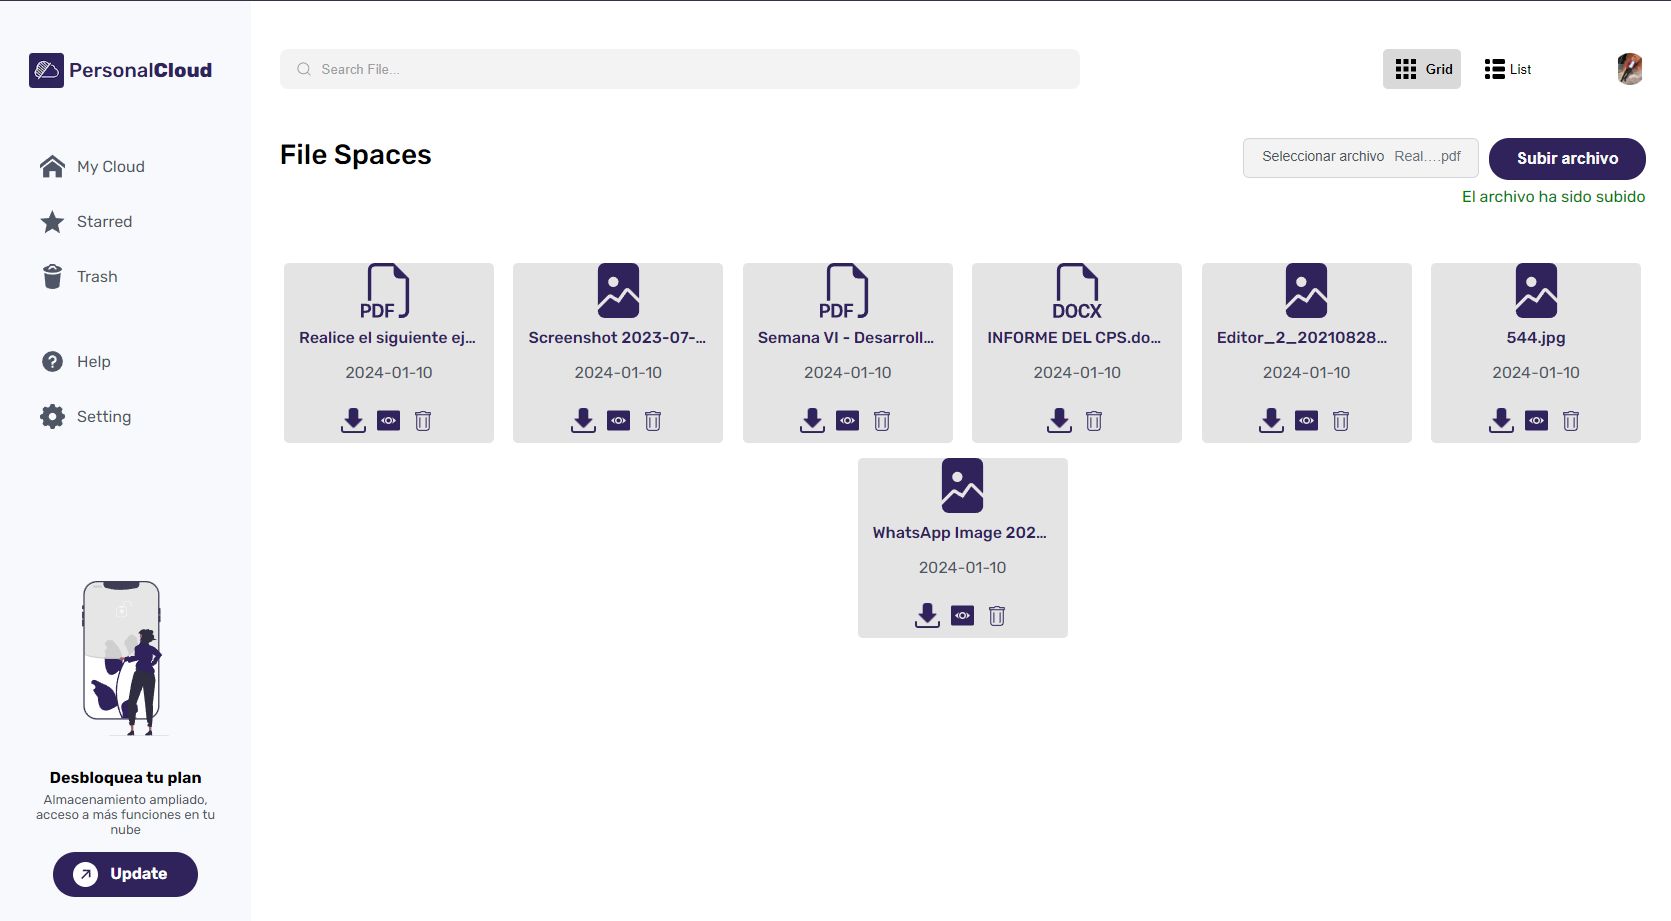 PersonalCloud
Search File...
Grid
List
My Cloud
Starred
Trash
Help
Setting
File Spaces
Seleccionar archivo Real....pdf
Subir archivo
El archivo ha sido subido
PDF
Realice el siguiente ej...
2024-01-10
Screenshot 2023-07-...
2024-01-10
PDF
Semana VI - Desarroll...
2024-01-10
DOCX
INFORME DEL CPS.do...
2024-01-10
Editor_2_20210828...
2024-01-10
544.jpg
2024-01-10
WhatsApp Image 202...
2024-01-10
Desbloquea tu plan
Almacenamiento ampliado,
acceso a más funciones en tu
nube
Update